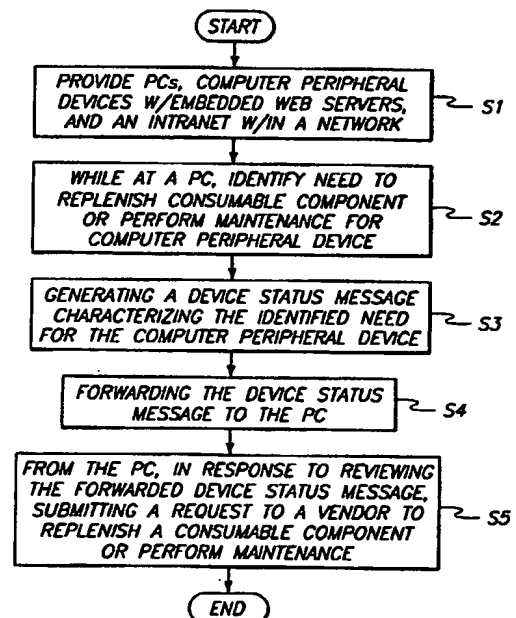 START
PROVIDE PCs, COMPUTER PERIPHERAL
DEVICES W/EMBEDDED WEB SERVERS,
AND AN INTRANET W/IN A NETWORK
S1
WHILE AT A PC, IDENTIFY NEED TO
REPLENISH CONSUMABLE COMPONENT
OR PERFORM MAINTENANCE FOR
COMPUTER PERIPHERAL DEVICE
S2
GENERATING A DEVICE STATUS MESSAGE
CHARACTERIZING THE IDENTIFIED NEED
FOR THE COMPUTER PERIPHERAL DEVICE
S3
FORWARDING THE DEVICE STATUS
MESSAGE TO THE PC
S4
FROM THE PC, IN RESPONSE TO REVIEWING
THE FORWARDED DEVICE STATUS MESSAGE,
SUBMITTING A REQUEST TO A VENDOR TO
REPLENISH A CONSUMABLE COMPONENT
OR PERFORM MAINTENANCE
S5
END